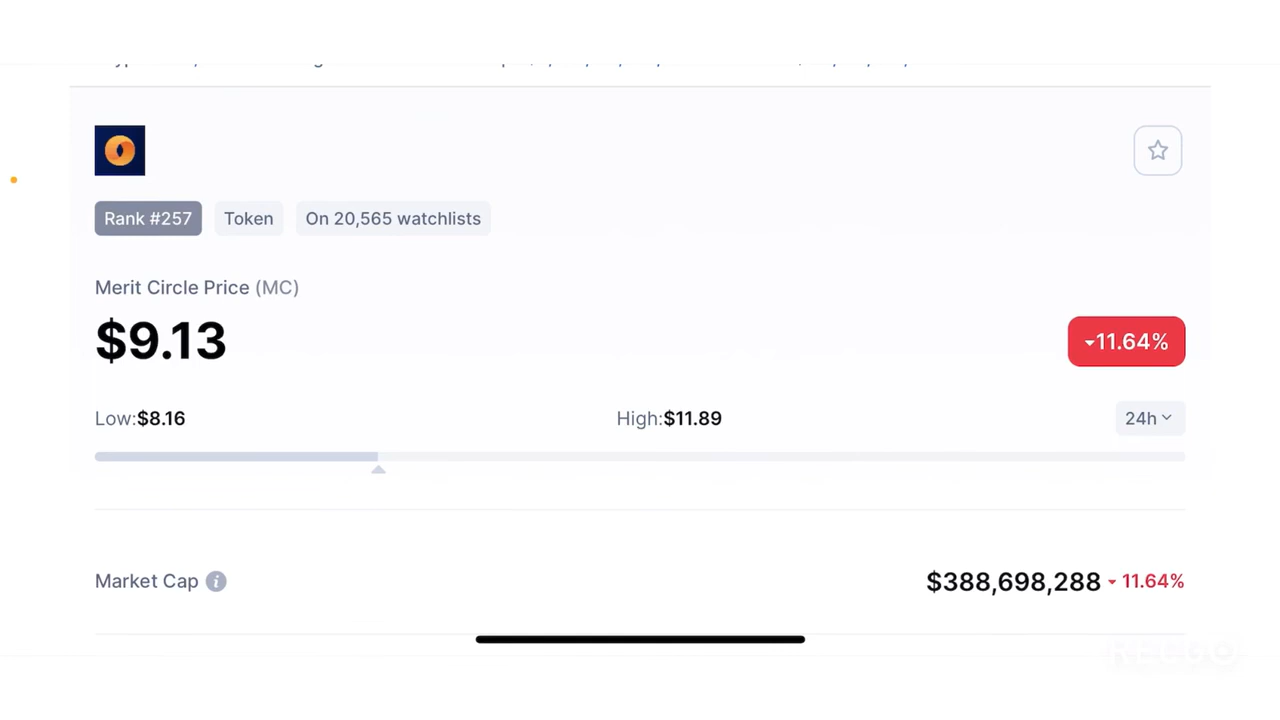 Rank #257 Token On 20,565 watchlists
Merit Circle Price (MC)
$9.13 11.64%
Low:$8.16 High:$11.89 24h
Market Cap $388,698,288 11.64%